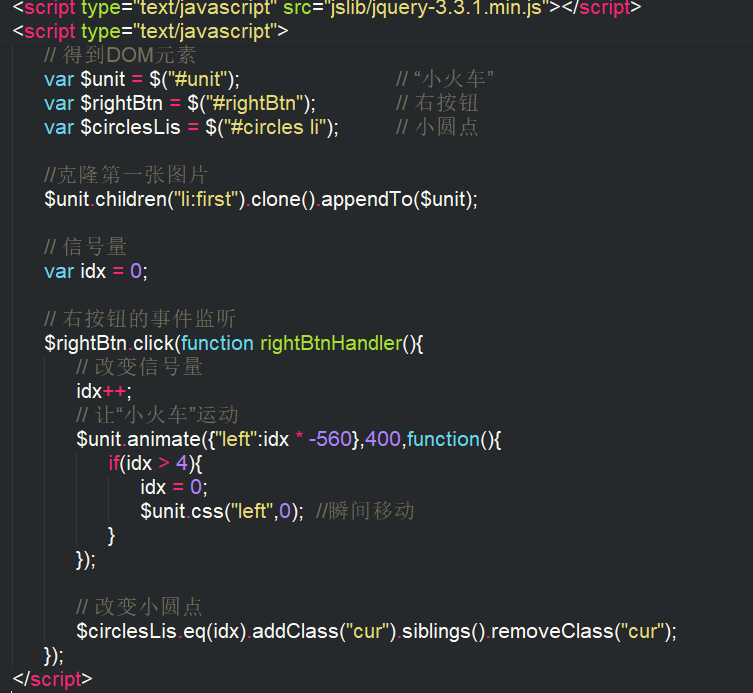 <script type="text/javascript" src="jslib/jquery-3.3.1.min.js"></script>
<script type="text/javascript">
// 得到DOM元素
var $unit = $("#unit"); // “小火车”
var $rightBtn = $("#rightBtn"); // 右按钮
var $circlesLis = $("#circles li"); // 小圆点
//克隆第一张图片
$unit.children("li:first").clone().appendTo($unit);
// 信号量
var idx = 0;
// 右按钮的事件监听
$rightBtn.click(function rightBtnHandler(){
// 改变信号量
idx++;
// 让“小火车”运动
$unit.animate({"left":idx * -560},400,function(){
if(idx > 4){
idx = 0;
$unit.css("left",0); //瞬间移动
}
});
// 改变小圆点
$circlesLis.eq(idx).addClass("cur").siblings().removeClass("cur");
});
</script>